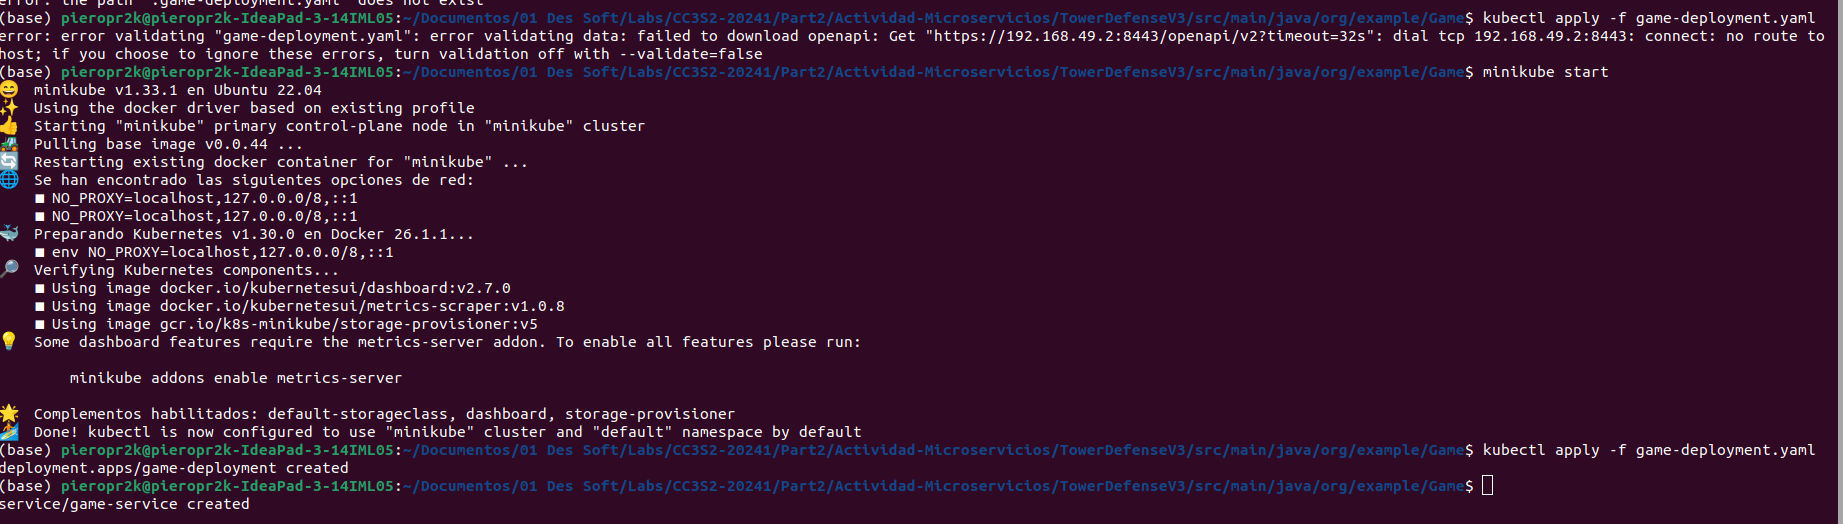 error: the path ".game-deployment.yaml" does not exist
(base) pieropr2k@pieropr2k-IdeaPad-3-14IML05:~/Documentos/01 Des Soft/Labs/CC3S2-20241/Part2/Actividad-Microservicios/TowerDefenseV3/src/main/java/org/example/Game$ kubectl apply -f game-deployment.yaml
error: error validating "game-deployment.yaml": error validating data: failed to download openapi: Get "https://192.168.49.2:8443/openapi/v2?timeout=32s": dial tcp 192.168.49.2:8443: connect: no route to
host; if you choose to ignore these errors, turn validation off with --validate=false
(base) pieropr2k@pieropr2k-IdeaPad-3-14IML05:~/Documentos/01 Des Soft/Labs/CC3S2-20241/Part2/Actividad-Microservicios/TowerDefenseV3/src/main/java/org/example/Game$ minikube start
😄 minikube v1.33.1 en Ubuntu 22.04
✨ Using the docker driver based on existing profile
👍 Starting "minikube" primary control-plane node in "minikube" cluster
🚜 Pulling base image v0.0.44 ...
🔄 Restarting existing docker container for "minikube" ...
🌐 Se han encontrado las siguientes opciones de red:
■ NO_PROXY=localhost,127.0.0.0/8,::1
■ NO_PROXY=localhost,127.0.0.0/8,::1
🐳 Preparando Kubernetes v1.30.0 en Docker 26.1.1...
■ env NO_PROXY=localhost,127.0.0.0/8,::1
🔎 Verifying Kubernetes components...
■ Using image docker.io/kubernetesui/dashboard:v2.7.0
■ Using image docker.io/kubernetesui/metrics-scraper:v1.0.8
■ Using image gcr.io/k8s-minikube/storage-provisioner:v5
💡 Some dashboard features require the metrics-server addon. To enable all features please run:
minikube addons enable metrics-server
🌟 Complementos habilitados: default-storageclass, dashboard, storage-provisioner
🏄 Done! kubectl is now configured to use "minikube" cluster and "default" namespace by default
(base) pieropr2k@pieropr2k-IdeaPad-3-14IML05:~/Documentos/01 Des Soft/Labs/CC3S2-20241/Part2/Actividad-Microservicios/TowerDefenseV3/src/main/java/org/example/Game$ kubectl apply -f game-deployment.yaml
deployment.apps/game-deployment created
(base) pieropr2k@pieropr2k-IdeaPad-3-14IML05:~/Documentos/01 Des Soft/Labs/CC3S2-20241/Part2/Actividad-Microservicios/TowerDefenseV3/src/main/java/org/example/Game$
service/game-service created